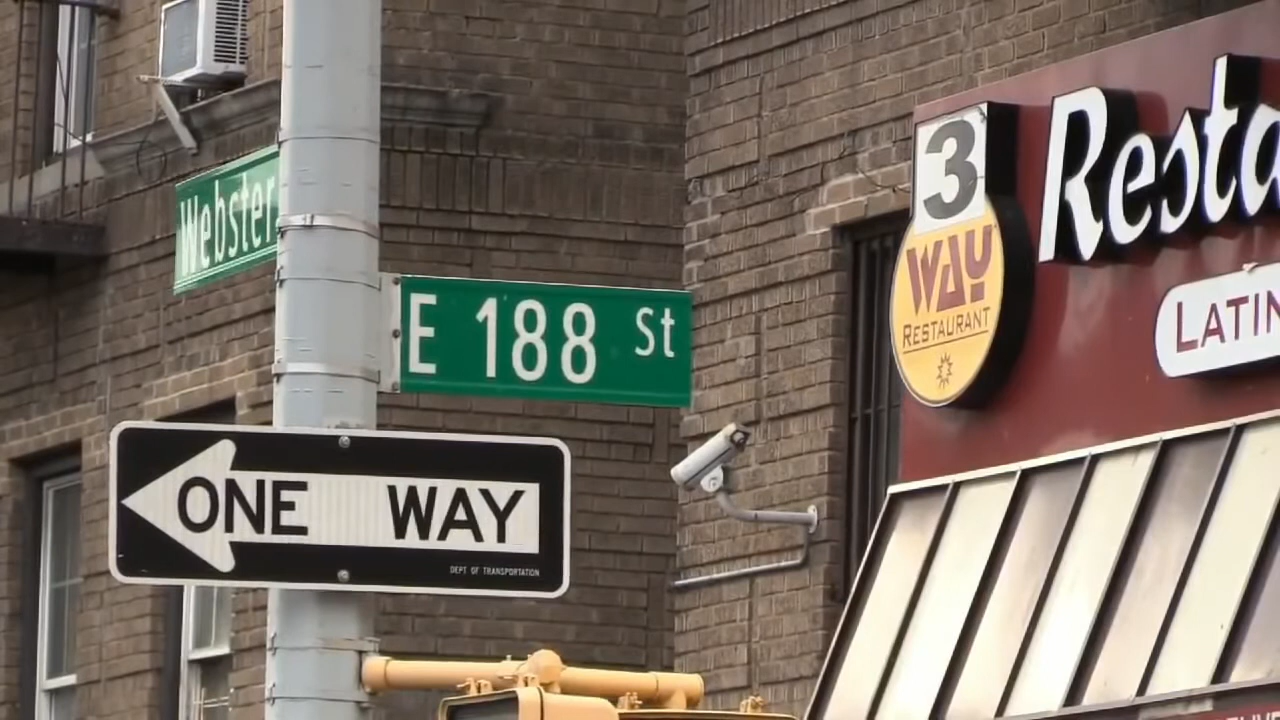 Webster
E 188 St
ONE WAY
DEPT OF TRANSPORTATION
3
WAY
RESTAURANT
Resta
LATIN